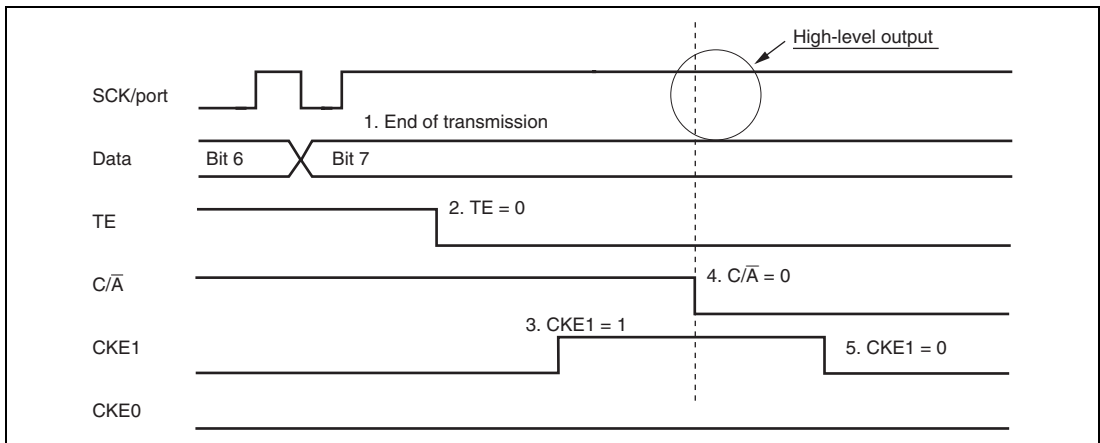 High-level output
SCK/port
1. End of transmission
Data
Bit 6
Bit 7
TE
2. TE = 0
C/A̅
4. C/A̅ = 0
3. CKE1 = 1
CKE1
5. CKE1 = 0
CKE0